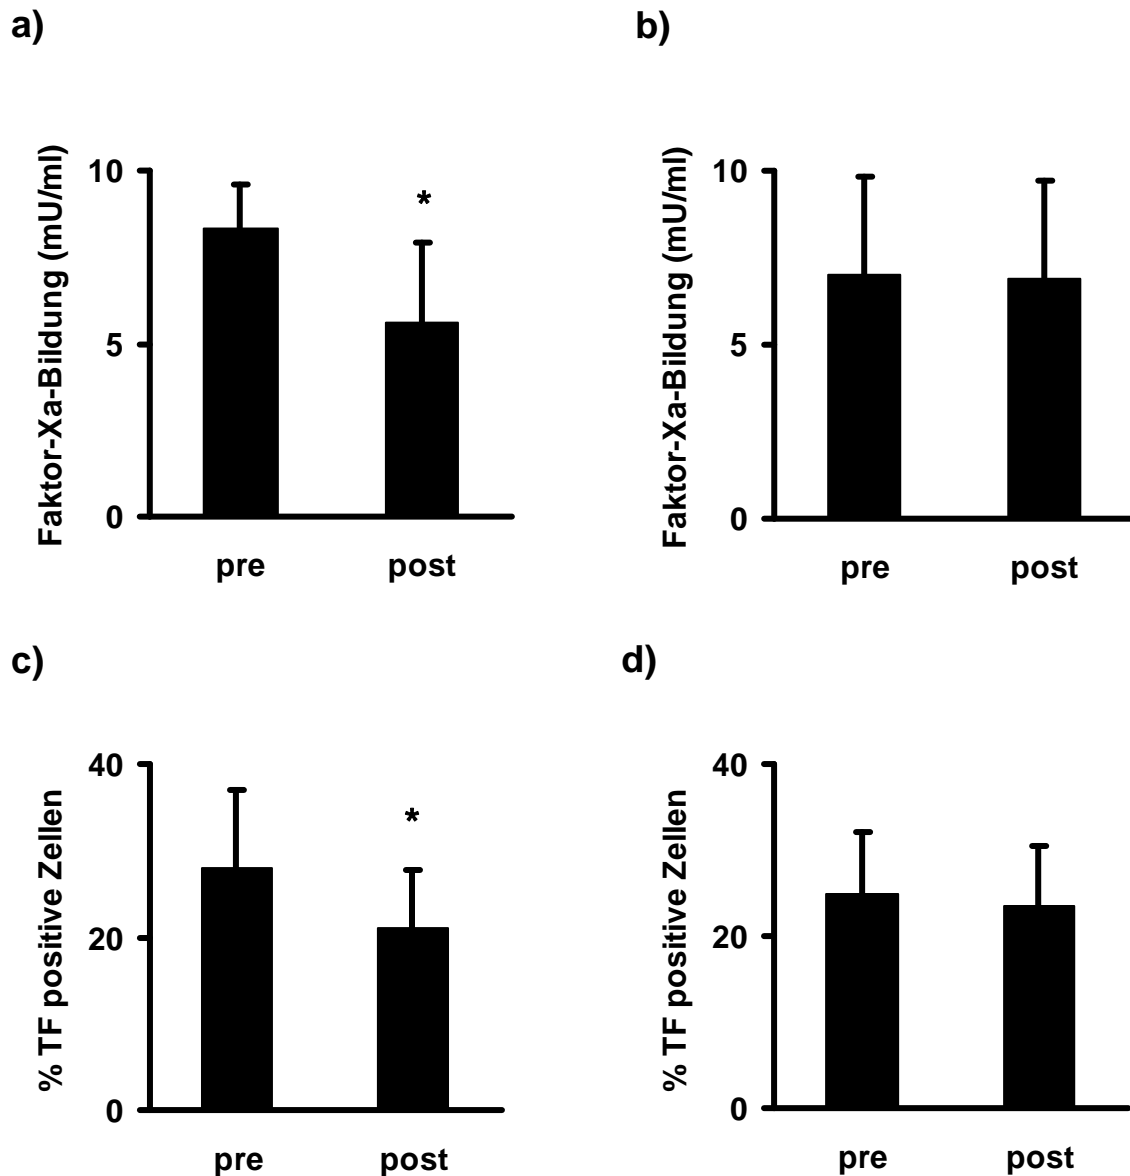 a)
Faktor-Xa-Bildung (mU/ml)
10
5
0
*
pre
post
b)
Faktor-Xa-Bildung (mU/ml)
10
5
0
pre
post
c)
% TF positive Zellen
40
20
0
*
pre
post
d)
% TF positive Zellen
40
20
0
pre
post